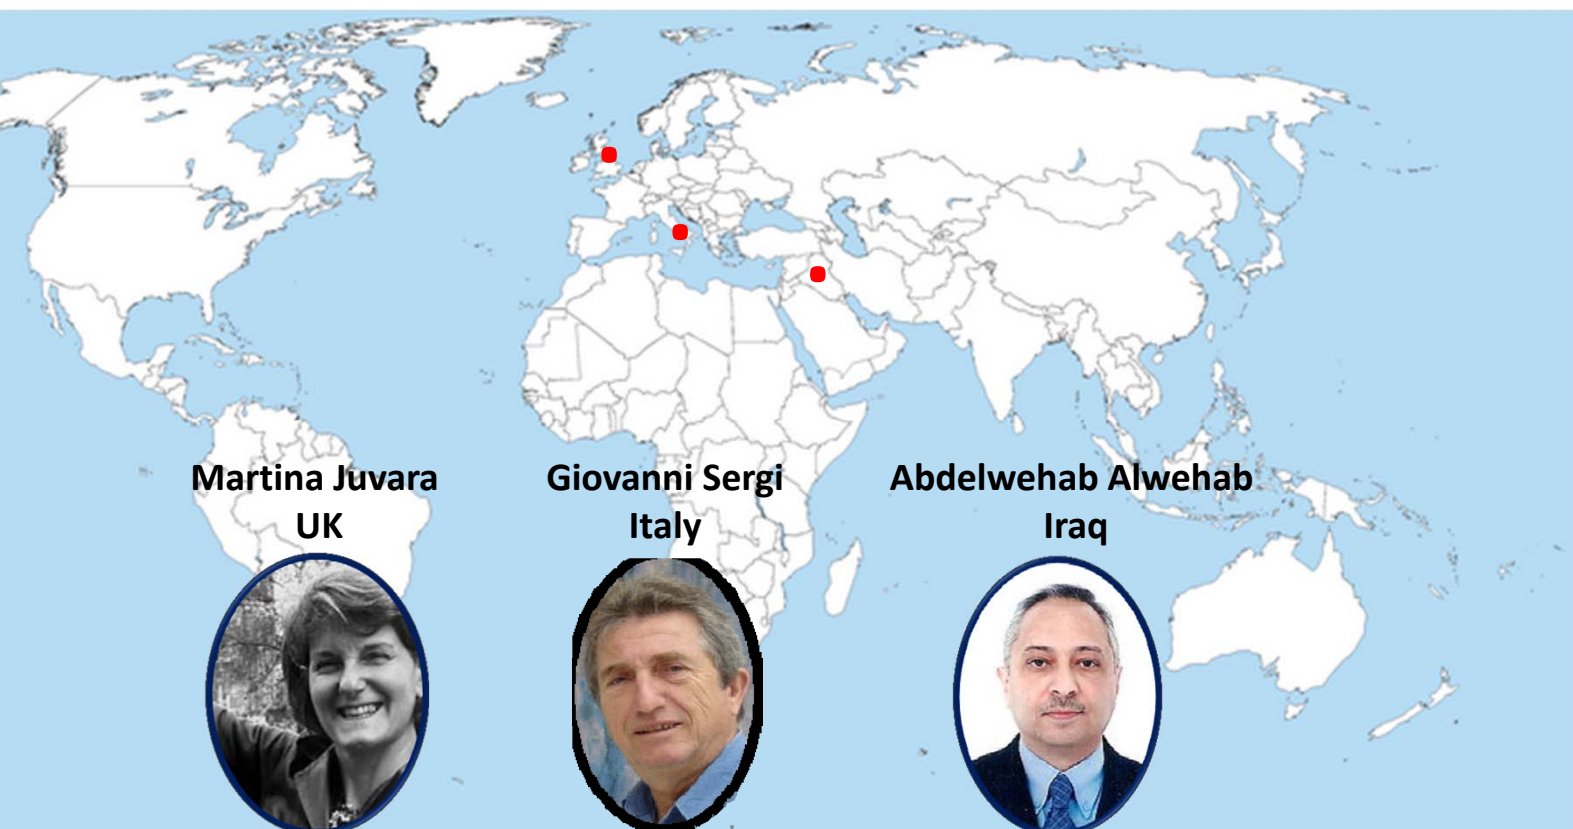 Martina Juvara
UK
Giovanni Sergi
Italy
Abdelwehab Alwehab
Iraq